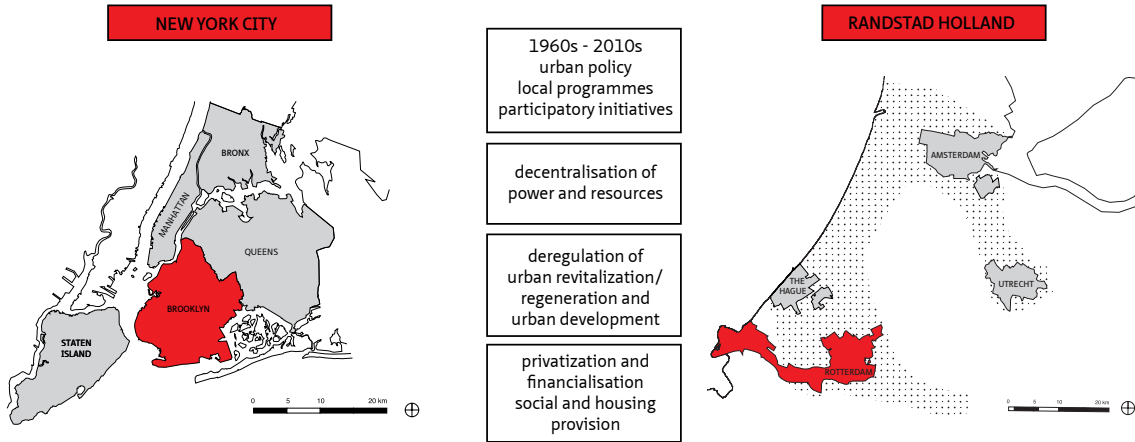 NEW YORK CITY
BRONX
MANHATTAN
QUEENS
BROOKLYN
STATEN
ISLAND
0 5 10 20 km
1960s - 2010s
urban policy
local programmes
participatory initiatives
decentralisation of
power and resources
deregulation of
urban revitalization/
regeneration and
urban development
privatization and
financialisation
social and housing
provision
RANDSTAD HOLLAND
AMSTERDAM
THE
HAGUE
UTRECHT
ROTTERDAM
0 5 10 20 km